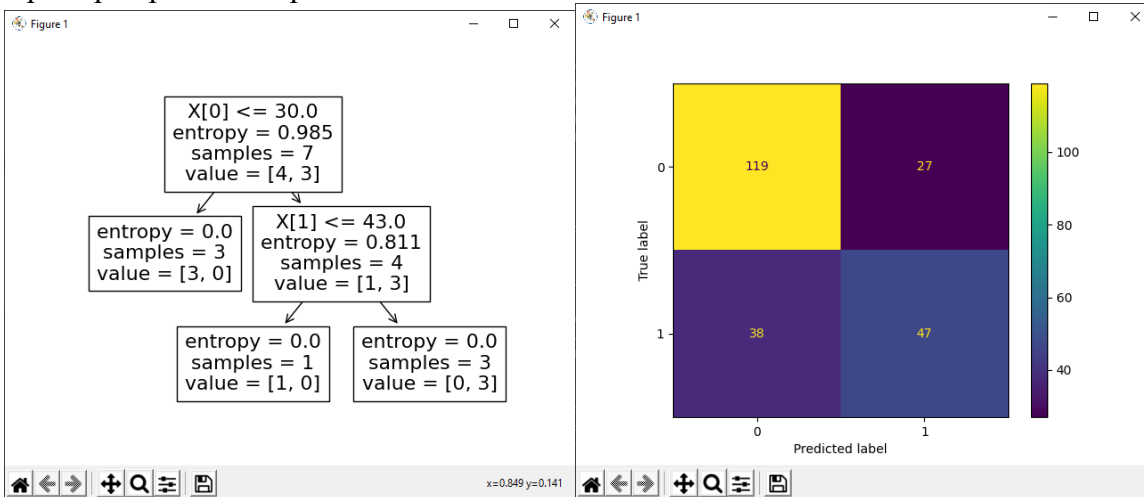 Figure 1
X[0] <= 30.0
entropy = 0.985
samples = 7
value = [4, 3]
entropy = 0.0
samples = 3
value = [3, 0]
X[1] <= 43.0
entropy = 0.811
samples = 4
value = [1, 3]
entropy = 0.0
samples = 1
value = [1, 0]
entropy = 0.0
samples = 3
value = [0, 3]
x=0.849 y=0.141
Figure 1
True label
0
1
119
27
38
47
0
1
Predicted label
100
80
60
40